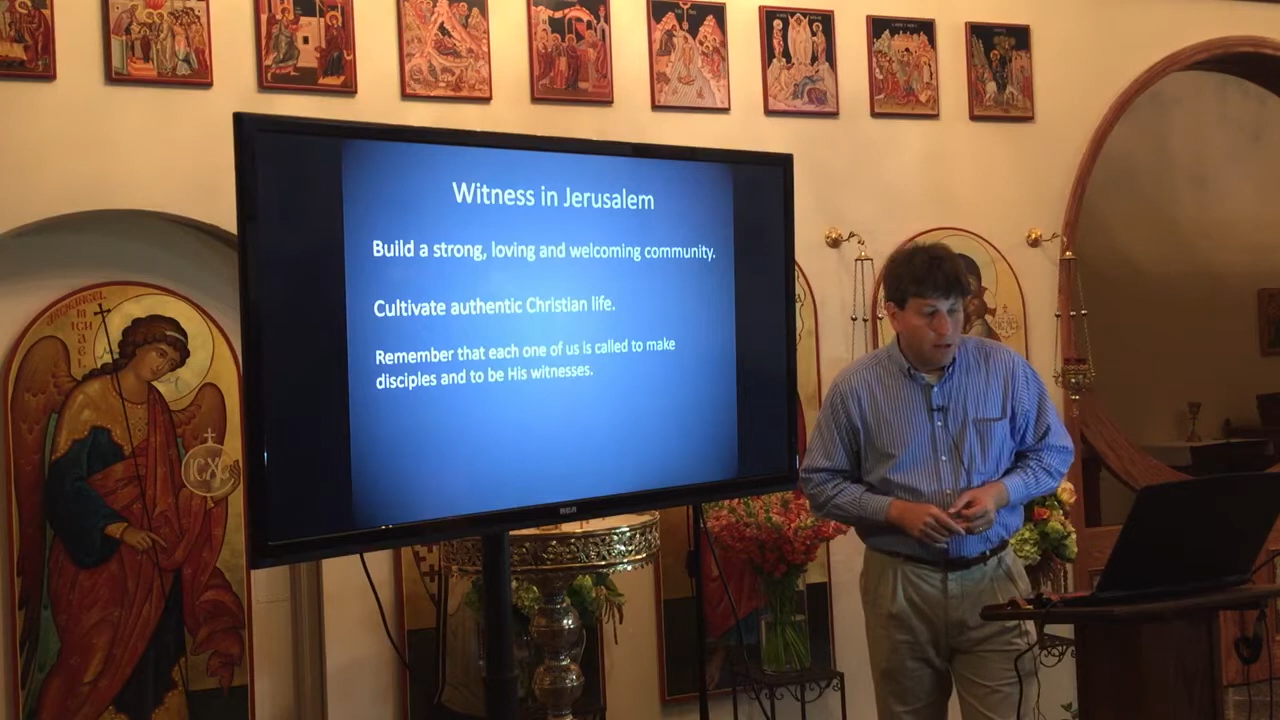 Witness in Jerusalem
Build a strong, loving and welcoming community.
Cultivate authentic Christian life.
Remember that each one of us is called to make
disciples and to be His witnesses.
RCA
ARCHANGEL
MICHAEL
IC XC